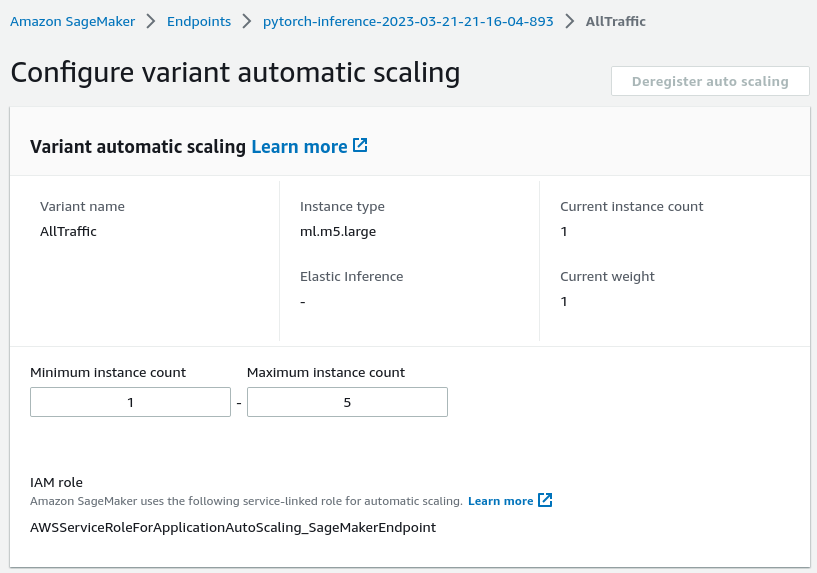 Amazon SageMaker > Endpoints > pytorch-inference-2023-03-21-21-16-04-893 > AllTraffic
Configure variant automatic scaling
Deregister auto scaling
Variant automatic scaling Learn more
Variant name
AllTraffic
Instance type
ml.m5.large
Elastic Inference
-
Current instance count
1
Current weight
1
Minimum instance count
1
-
Maximum instance count
5
IAM role
Amazon SageMaker uses the following service-linked role for automatic scaling. Learn more
AWSServiceRoleForApplicationAutoScaling_SageMakerEndpoint